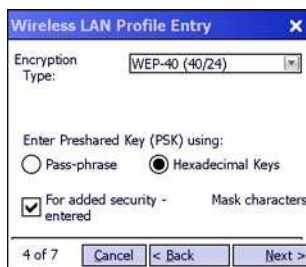 Wireless LAN Profile Entry
Encryption WEP-40 (40/24)
Type:
Enter Preshared Key (PSK) using:
Pass-phrase Hexadecimal Keys
For added security - Mask characters
entered
4 of 7 Cancel < Back Next >